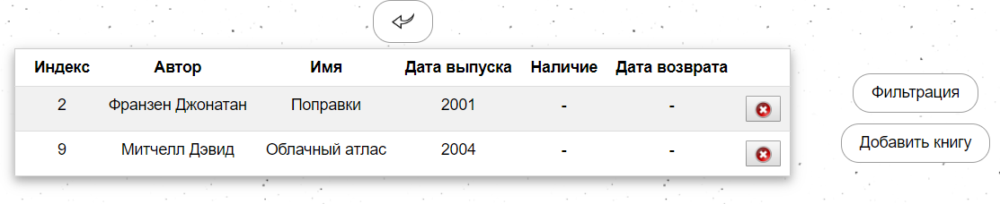 Индекс Автор Имя Дата выпуска Наличие Дата возврата
2 Франзен Джонатан Поправки 2001 - -
9 Митчелл Дэвид Облачный атлас 2004 - -
Фильтрация
Добавить книгу